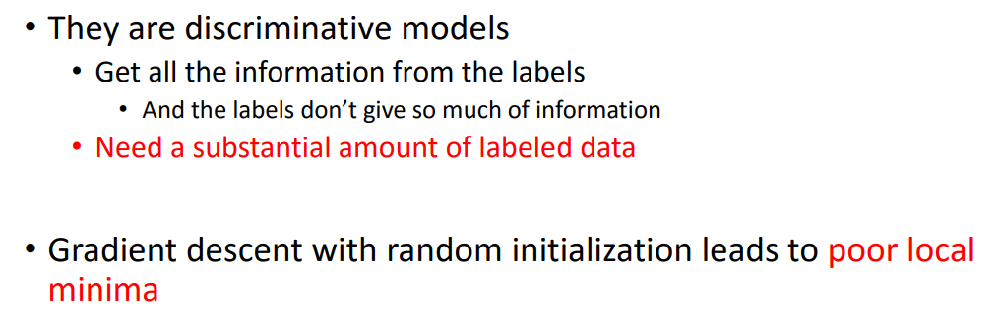 • They are discriminative models
• Get all the information from the labels
• And the labels don’t give so much of information
• Need a substantial amount of labeled data
• Gradient descent with random initialization leads to poor local
minima